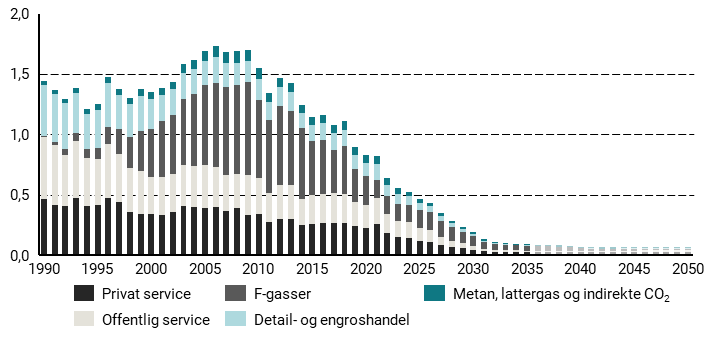 2,0
1,5
1,0
0,5
0,0
1990 1995 2000 2005 2010 2015 2020 2025 2030 2035 2040 2045 2050
Privat service F-gasser Metan, lattergas og indirekte CO₂
Offentlig service Detail- og engroshandel